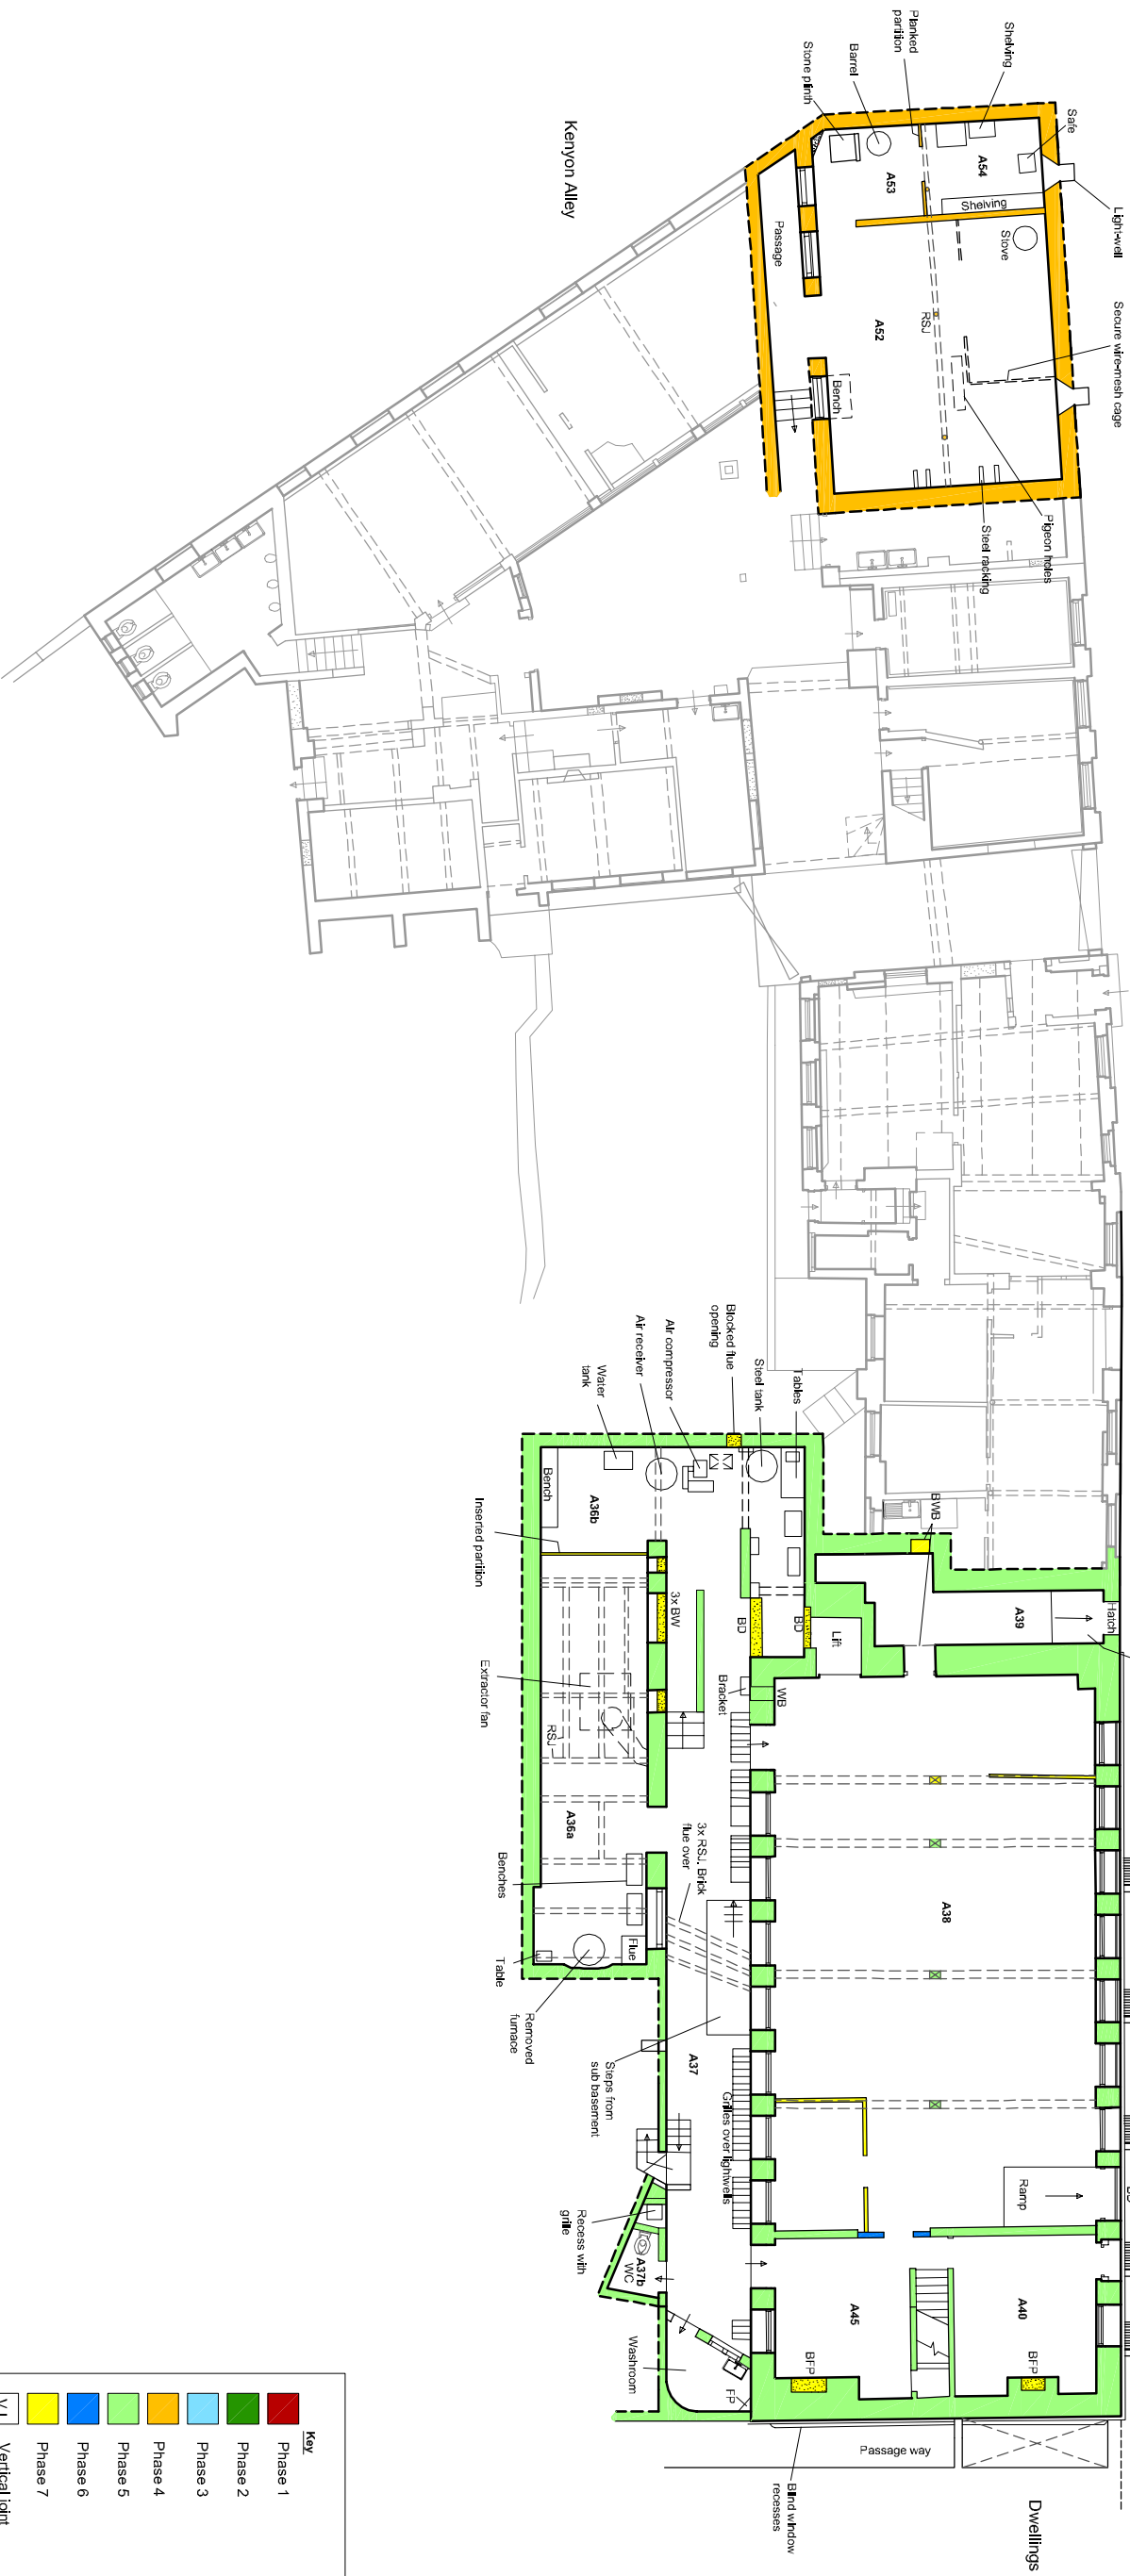 Kenyon Alley
Stone plinth
Barrel
Planked
partition
Shelving
Safe
Light-well
Secure wire-mesh cage
Pigeon holes
Steel racking
A54
A53
Shelving
Stove
Passage
A52
RSJ
Bench
Blocked flue
opening
Air compressor
Air receiver
Water
tank
Steel tank
Tables
BWB
Bench
A36b
Inserted partition
3x BW
BD
BD
Lift
A39
Hatch
Extractor fan
RSJ
Bracket
WB
A36a
3x RSJ. Brick
flue over
A38
Benches
Flue
Table
Removed
furnace
Steps from
sub basement
A37
Grilles over lightwells
Ramp
Recess with
grille
A37b
WC
A45
A40
BFP
BFP
Washroom
FP
Passage way
Blind window
recesses
Dwellings
Key
Phase 1
Phase 2
Phase 3
Phase 4
Phase 5
Phase 6
Phase 7
Vertical joint